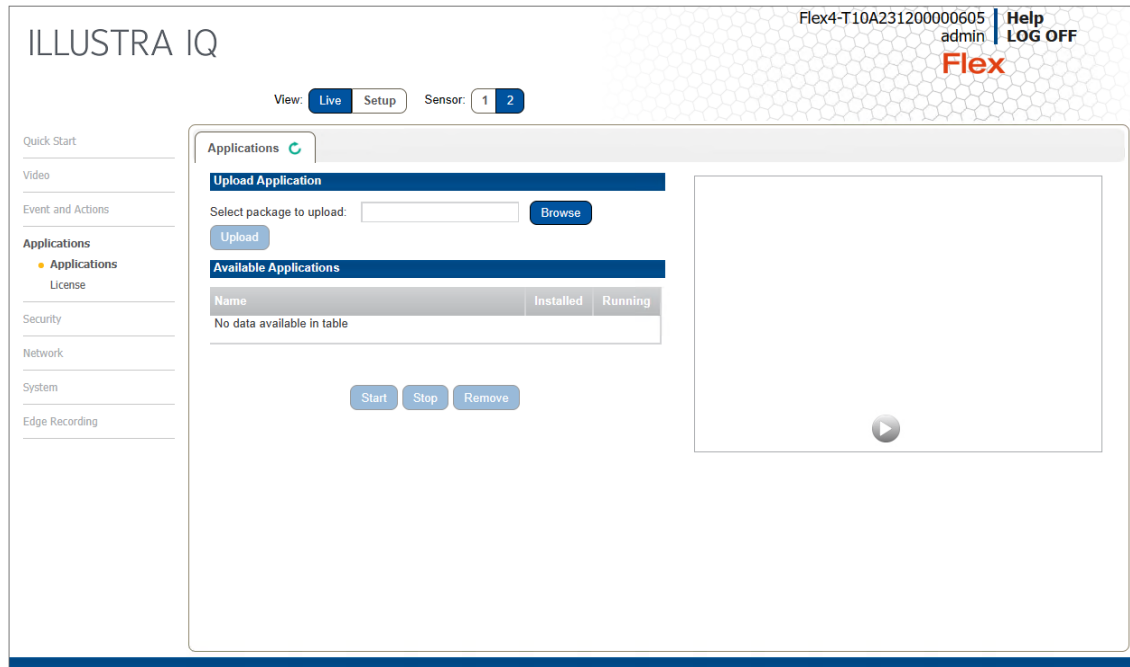 ILLUSTRA IQ
Flex4-T10A231200000605
Help
admin
LOG OFF
Flex
View: Live Setup Sensor: 1 2
Quick Start
Video
Event and Actions
Applications
Applications
License
Security
Network
System
Edge Recording
Applications
Upload Application
Select package to upload: Browse
Upload
Available Applications
Name Installed Running
No data available in table
Start Stop Remove